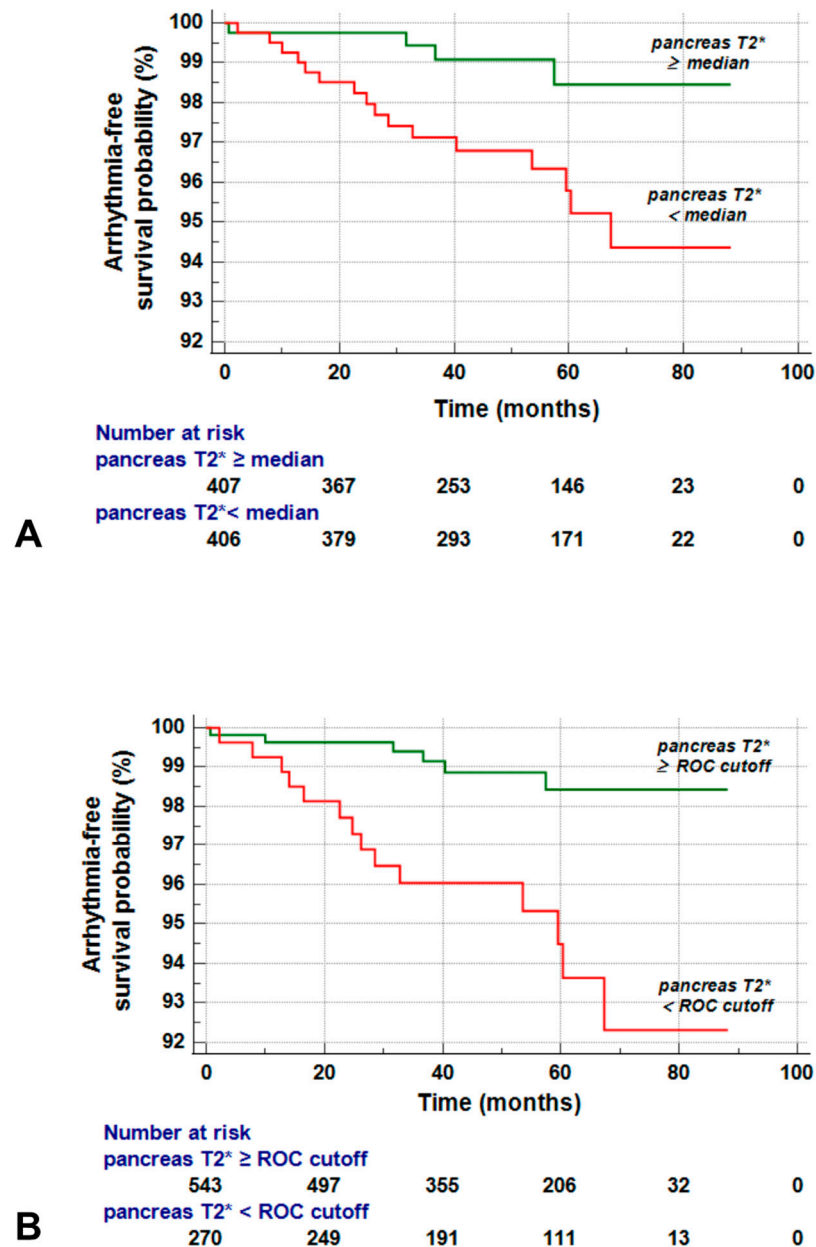 100
99
98
97
96
95
94
93
92
Arrhythmia-free
survival probability (%)
pancreas T2*
≥ median
pancreas T2*
< median
0 20 40 60 80 100
Time (months)
Number at risk
pancreas T2* ≥ median
407 367 253 146 23 0
pancreas T2*< median
406 379 293 171 22 0
A
100
99
98
97
96
95
94
93
92
Arrhythmia-free
survival probability (%)
pancreas T2*
≥ ROC cutoff
pancreas T2*
< ROC cutoff
0 20 40 60 80 100
Time (months)
Number at risk
pancreas T2* ≥ ROC cutoff
543 497 355 206 32 0
pancreas T2* < ROC cutoff
270 249 191 111 13 0
B